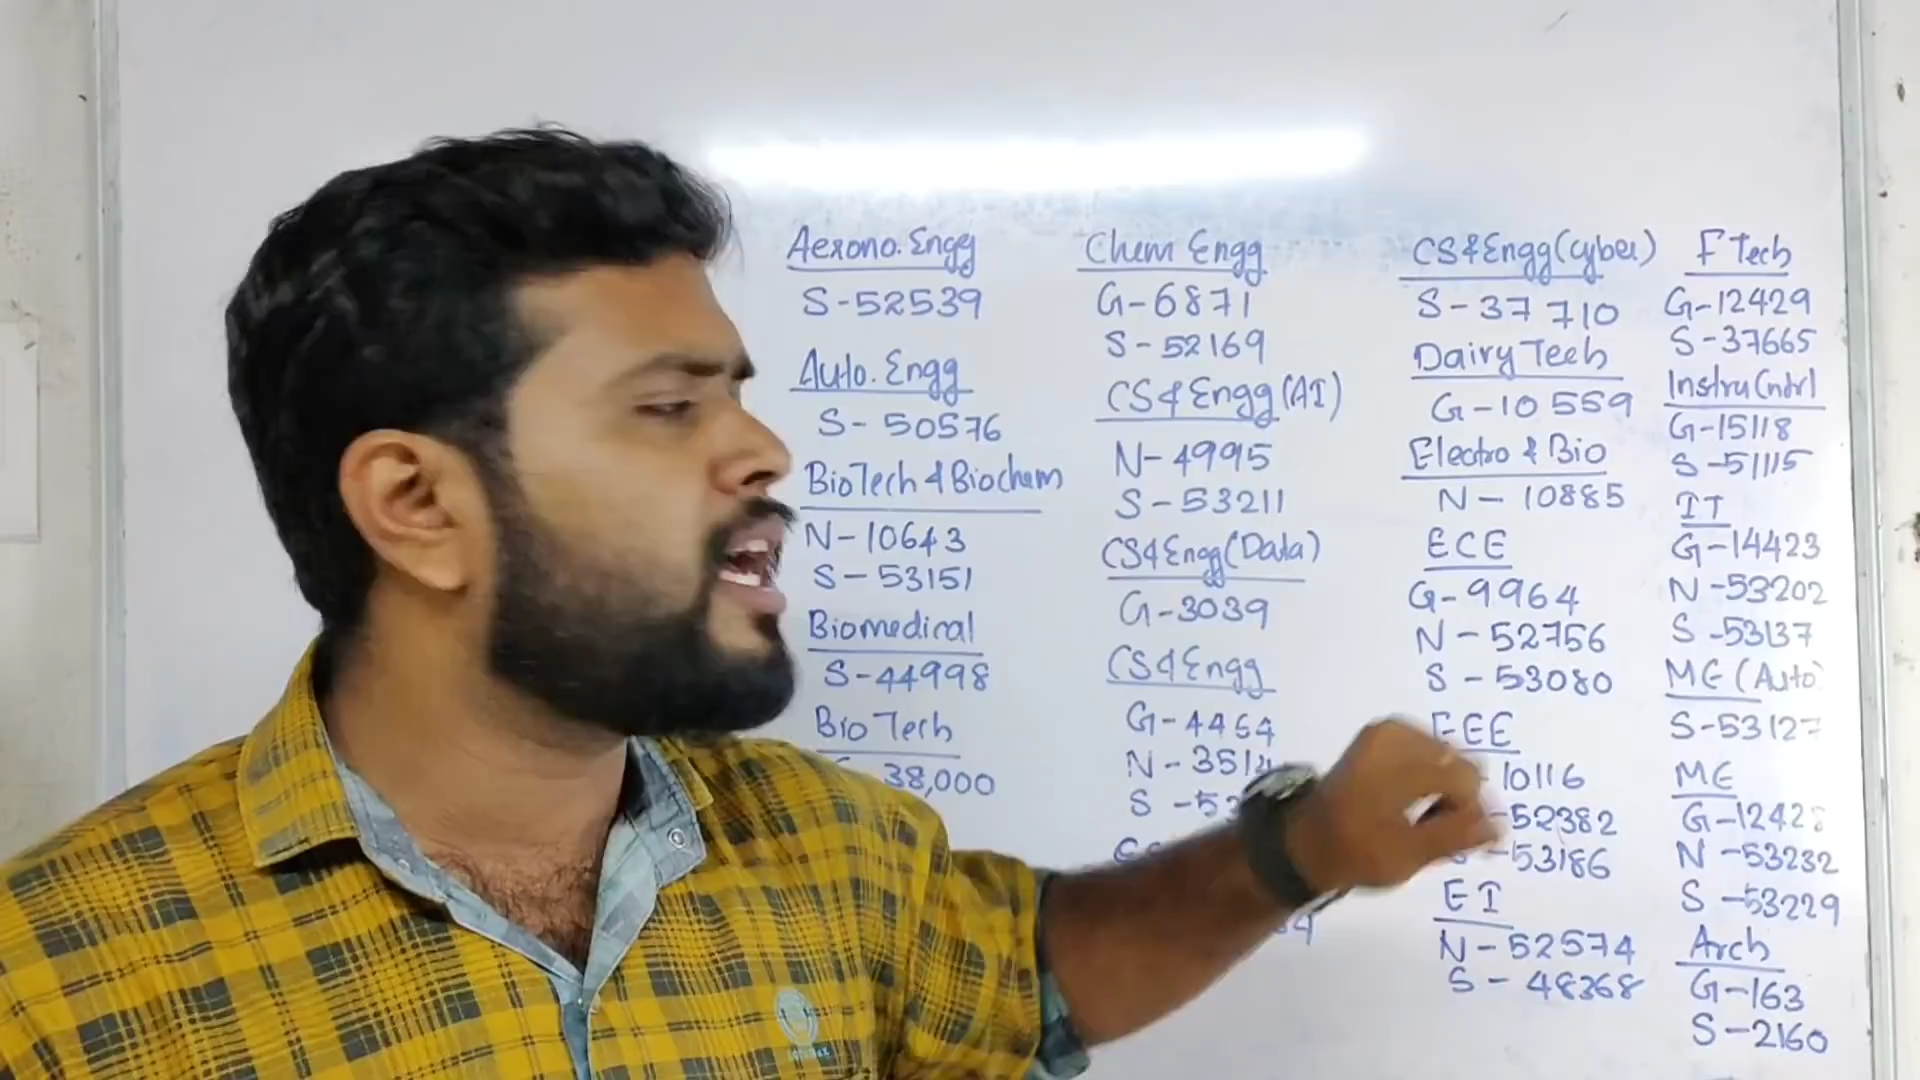 Aerono. Engg
S-52539
Auto. Engg
S- 50576
BioTech & Biochem
N-10643
S-53151
Biomedical
S-44998
Bio Tech
38,000
Chem Engg
G-6871
S-52169
CS & Engg (AI)
N-4995
S-53211
CS & Engg (Data)
G-3039
CS & Engg
G-4464
N-3514
S-53
CS & Engg (Cyber)
S-37710
Dairy Tech
G-10559
Electro & Bio
N-10885
ECE
G-9964
N-52756
S-53080
EEE
10116
-52382
-53186
EI
N-52574
S-48368
F Tech
G-12429
S-37665
Instru Cntrl
G-15118
S-51115
IT
G-14423
N-53202
S-53137
ME (Auto)
S-53127
ME
G-1242
N-53232
S-53229
Arch
G-163
S-2160